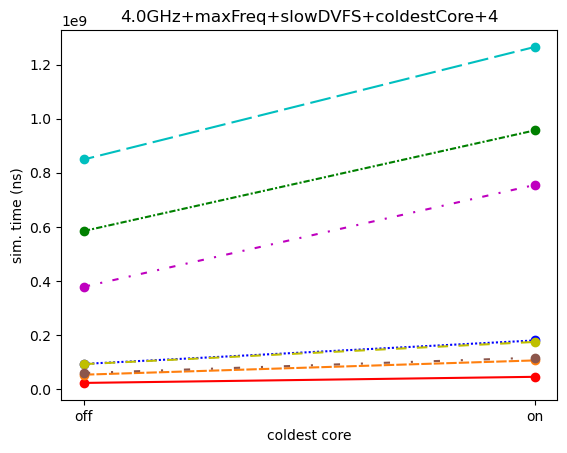 4.0GHz+maxFreq+slowDVFS+coldestCore+4
1e9
1.2
1.0
0.8
0.6
0.4
0.2
0.0
sim. time (ns)
off on
coldest core